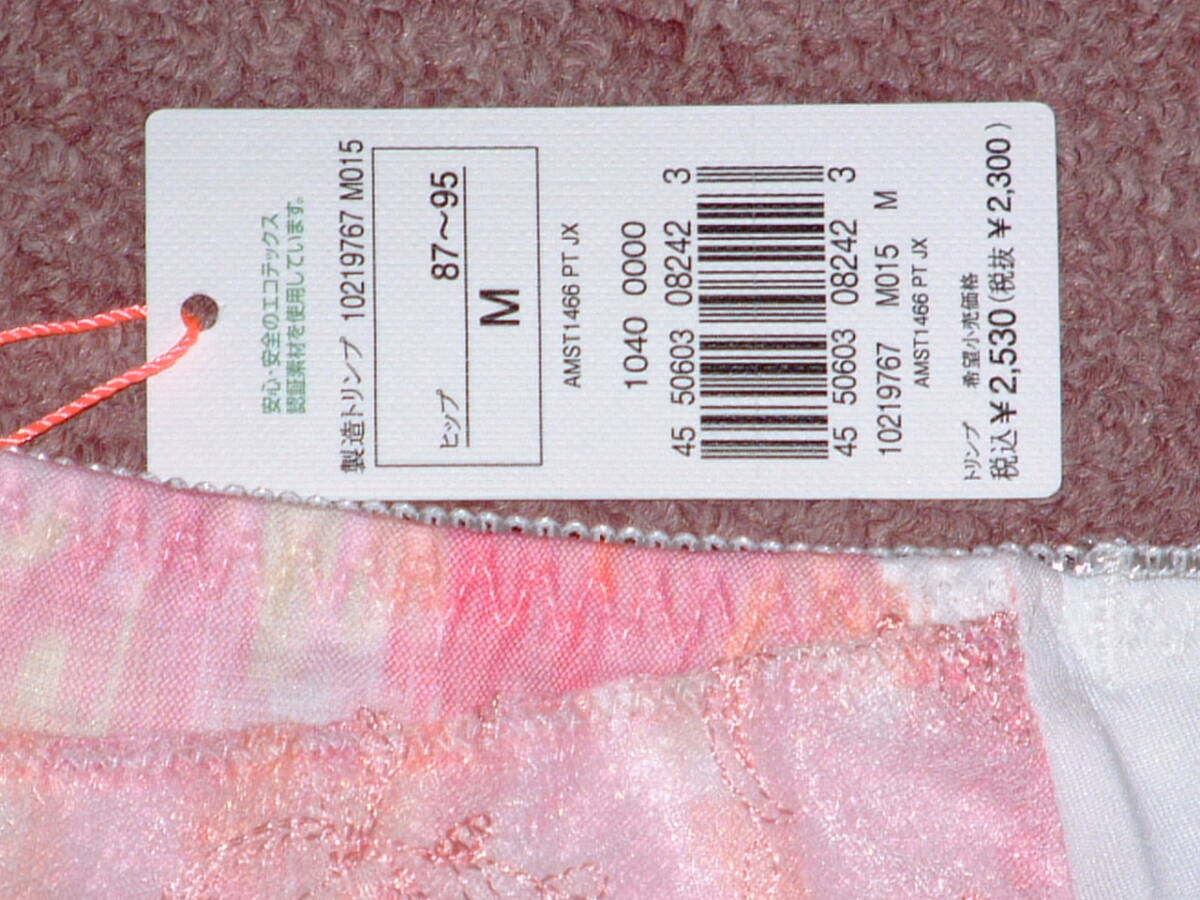 安心・安全のエコテックス
認証素材を使用しています。
製造トリンプ 10219767 M015
ヒップ 87〜95
M
AMST1466 PT JX
1040 0000
45 50603 08242 3
45 50603 08242 3
10219767 M015 M
AMST1466 PT JX
トリンプ 希望小売価格
税込¥2,530(税抜¥2,300)